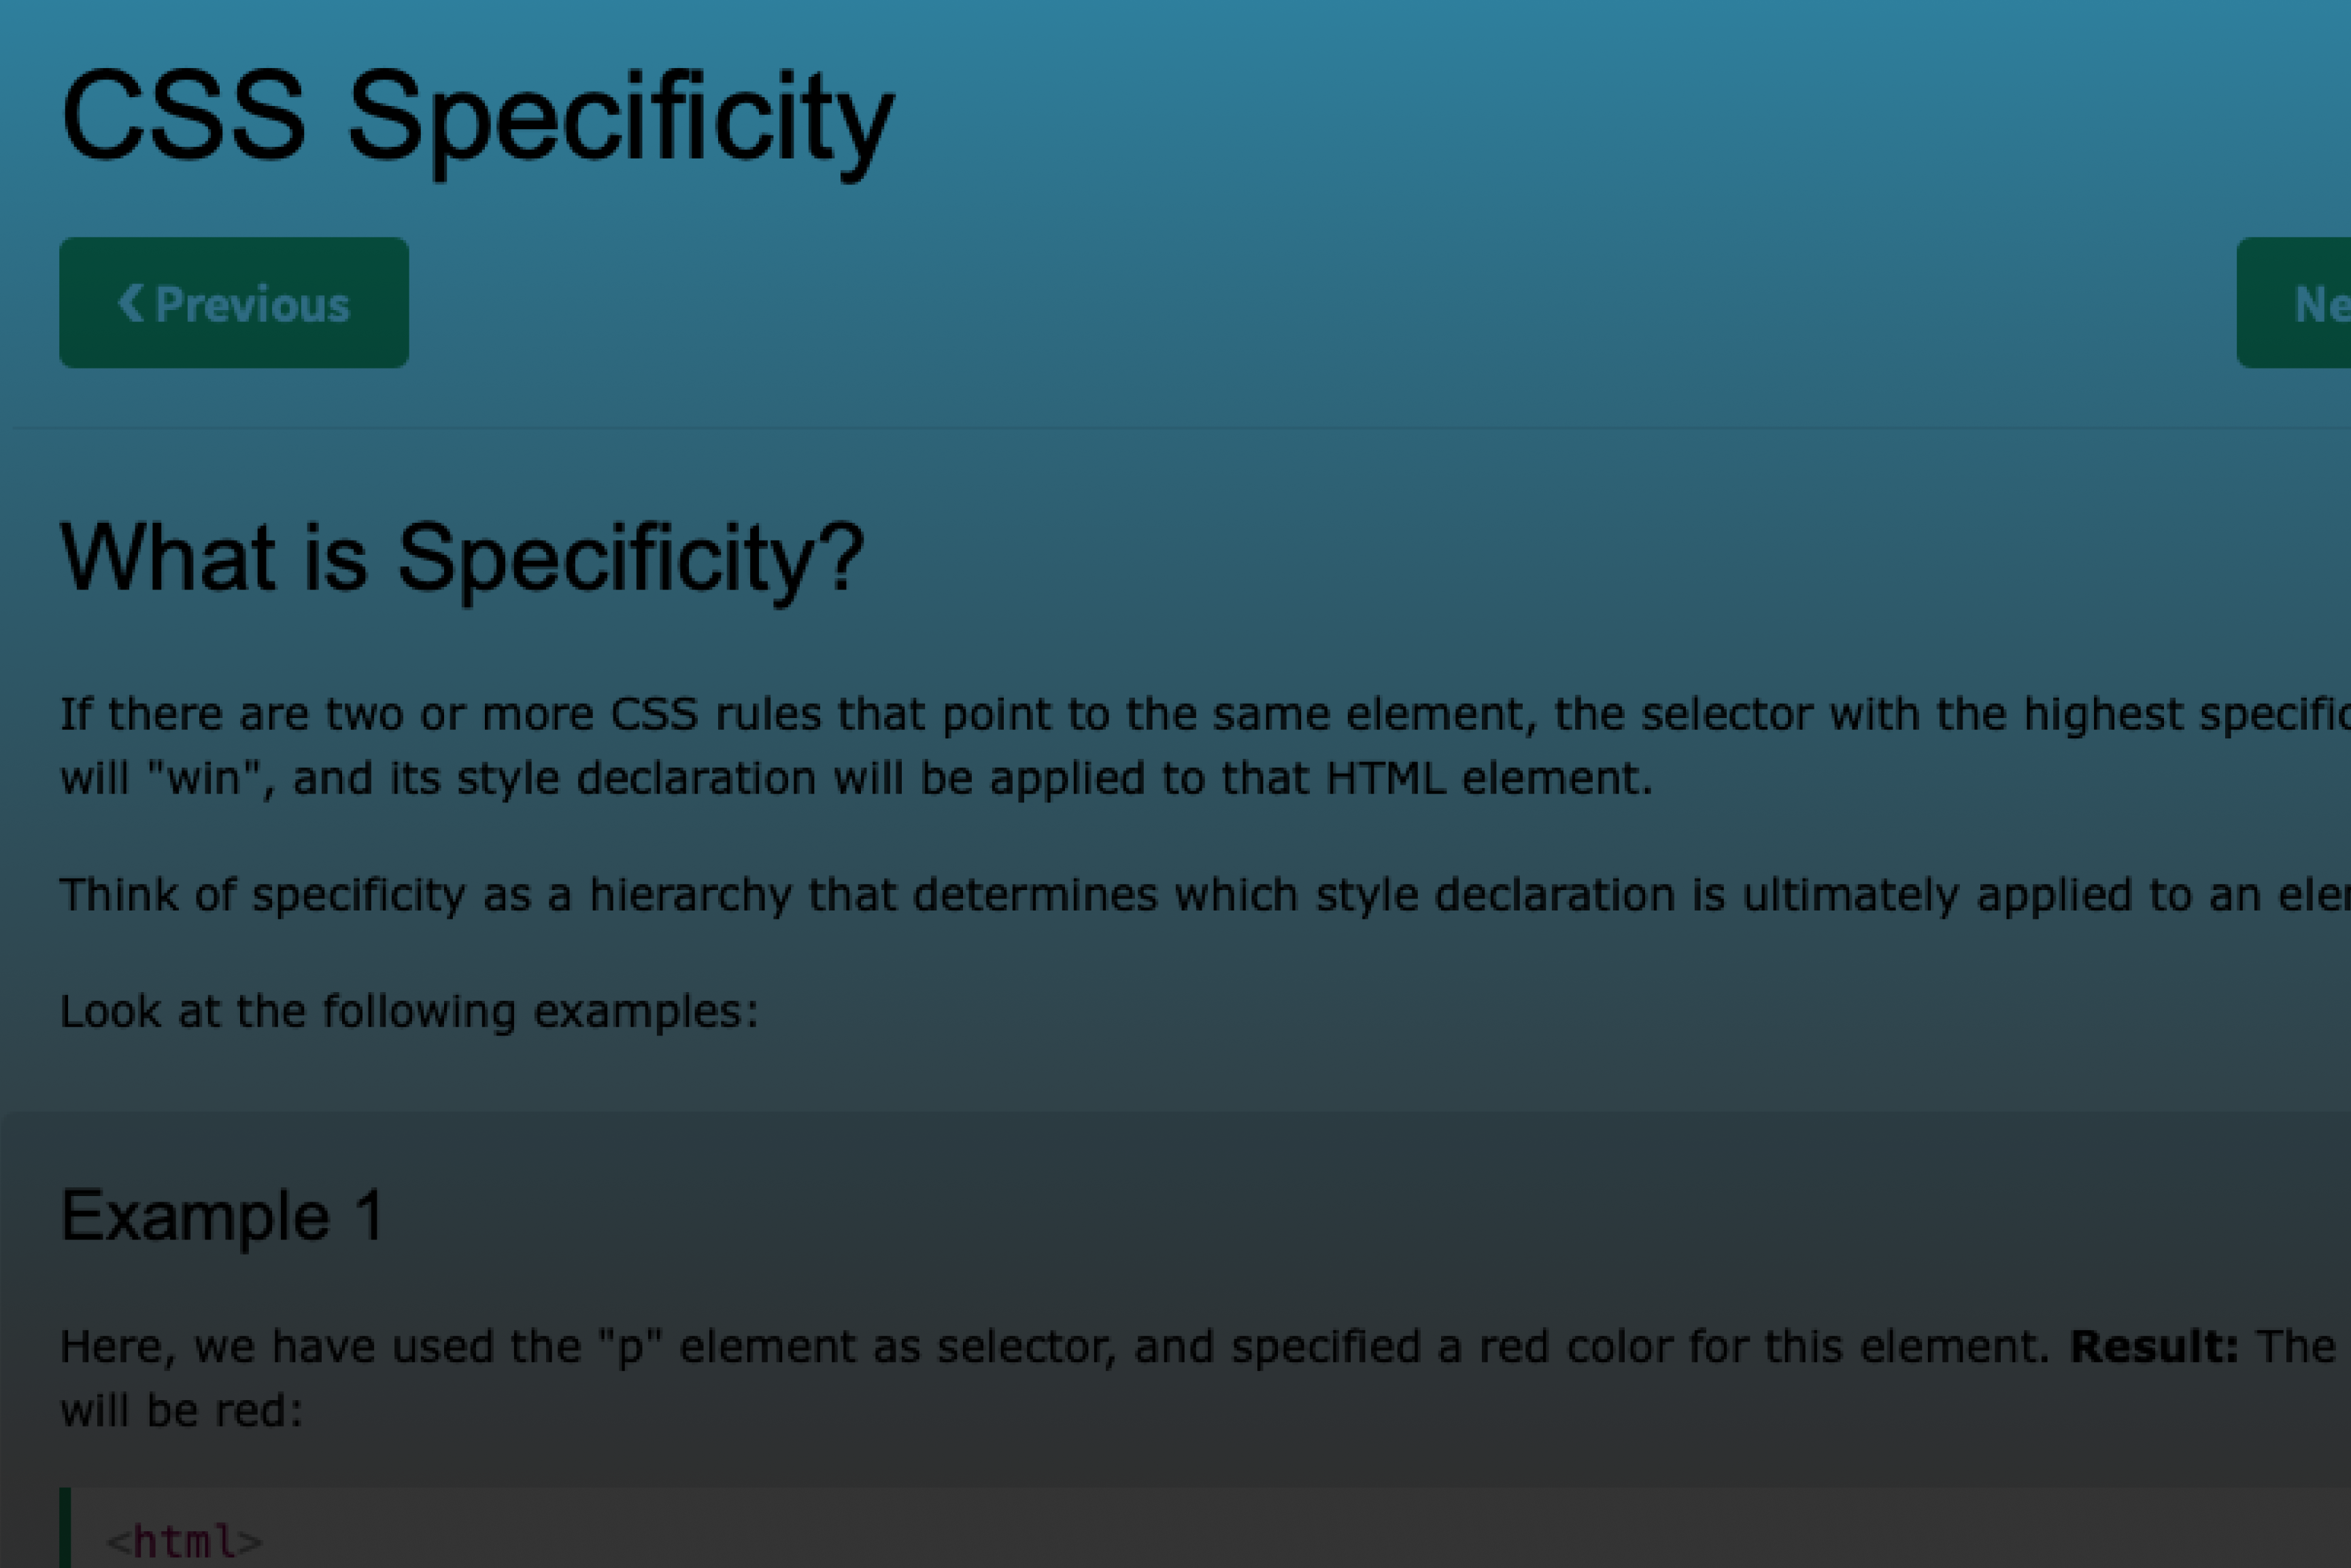 CSS Specificity
❮ Previous
What is Specificity?
If there are two or more CSS rules that point to the same element, the selector with the highest
will "win", and its style declaration will be applied to that HTML element.
Think of specificity as a hierarchy that determines which style declaration is ultimately applied to an
Look at the following examples:
Example 1
Here, we have used the "p" element as selector, and specified a red color for this element. Result: The
will be red:
<html>